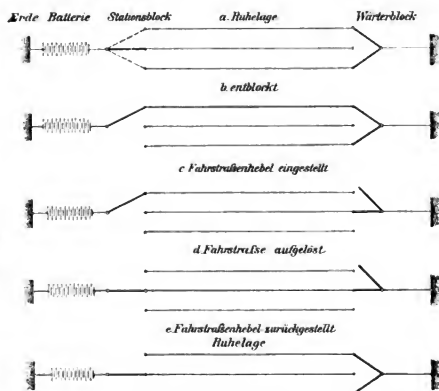 Erde Batterie Stationsblock a. Ruhelage Wärterblock
b. entblockt
c Fahrstraßenhebel eingestellt
d. Fahrstraſse aufgelöst
e. Fahrstraßenhebel zurückgestellt
Ruhelage